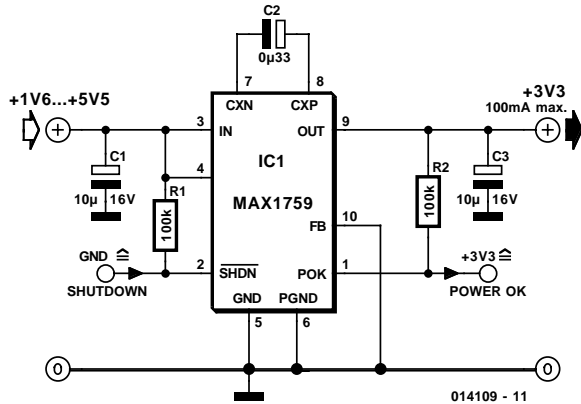 C2
0µ33
7
8
+1V6...+5V5
CXN
CXP
+3V3
100mA max.
3
IN
OUT
9
C1
IC1
R2
C3
4
10µ
16V
R1
100k
MAX1759
100k
10µ
16V
FB
10
GND ≙
2
SHDN
POK
1
+3V3 ≙
SHUTDOWN
POWER OK
GND
PGND
5
6
0
0
014109 - 11